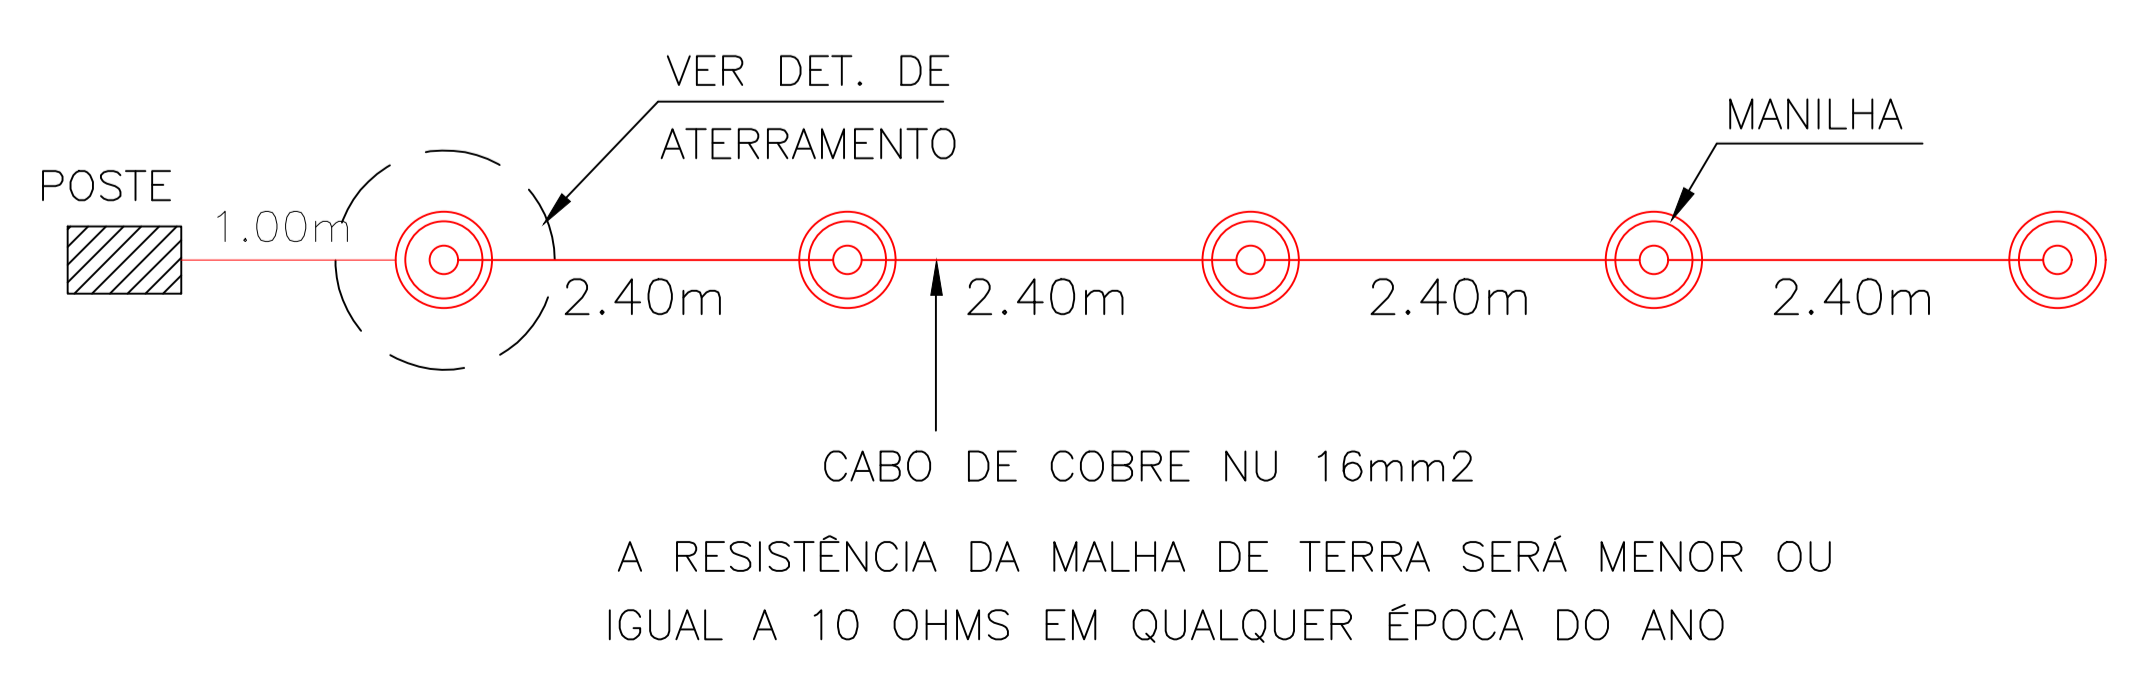 VER DET. DE
ATERRAMENTO
MANILHA
POSTE
1.00m
2.40m
2.40m
2.40m
2.40m
CABO DE COBRE NU 16mm2
A RESISTÊNCIA DA MALHA DE TERRA SERÁ MENOR OU
IGUAL A 10 OHMS EM QUALQUER ÉPOCA DO ANO